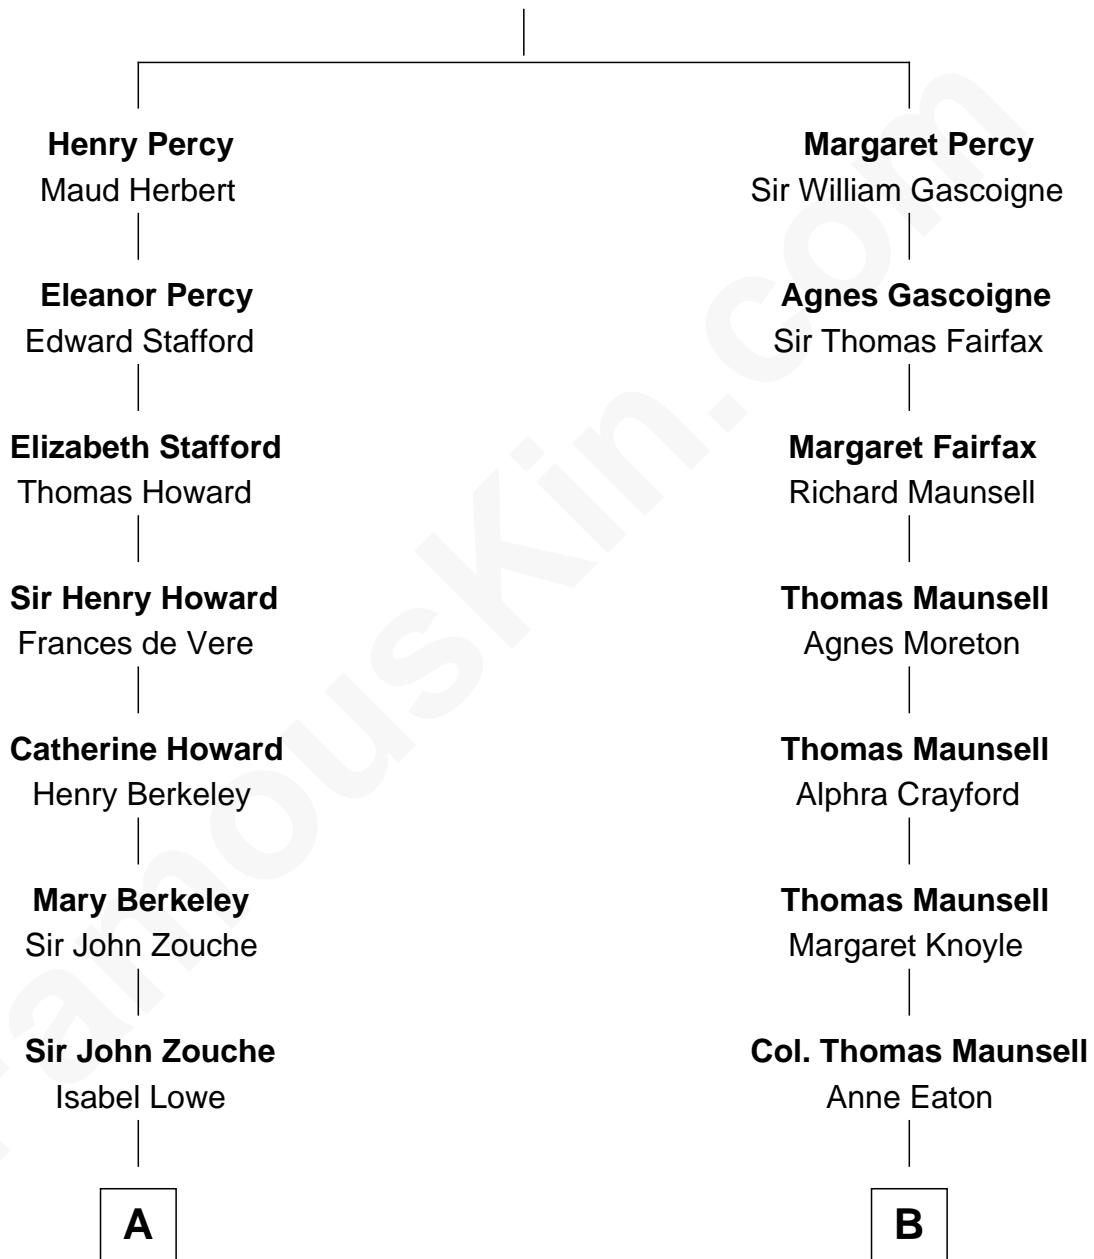 Henry Percy
Maud Herbert
Eleanor Percy
Edward Stafford
Elizabeth Stafford
Thomas Howard
Sir Henry Howard
Frances de Vere
Catherine Howard
Henry Berkeley
Mary Berkeley
Sir John Zouche
Sir John Zouche
Isabel Lowe
A
Margaret Percy
Sir William Gascoigne
Agnes Gascoigne
Sir Thomas Fairfax
Margaret Fairfax
Richard Maunsell
Thomas Maunsell
Agnes Moreton
Thomas Maunsell
Alphra Crayford
Thomas Maunsell
Margaret Knoyle
Col. Thomas Maunsell
Anne Eaton
B
FamousKin.com